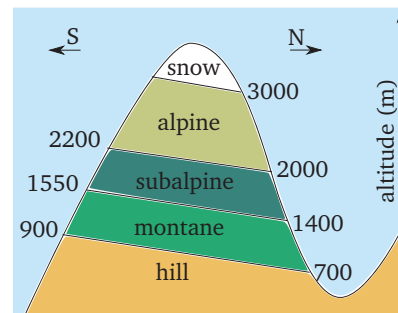 S
N
snow
3000
alpine
2200
2000
subalpine
1550
1400
montane
900
700
hill
altitude (m)